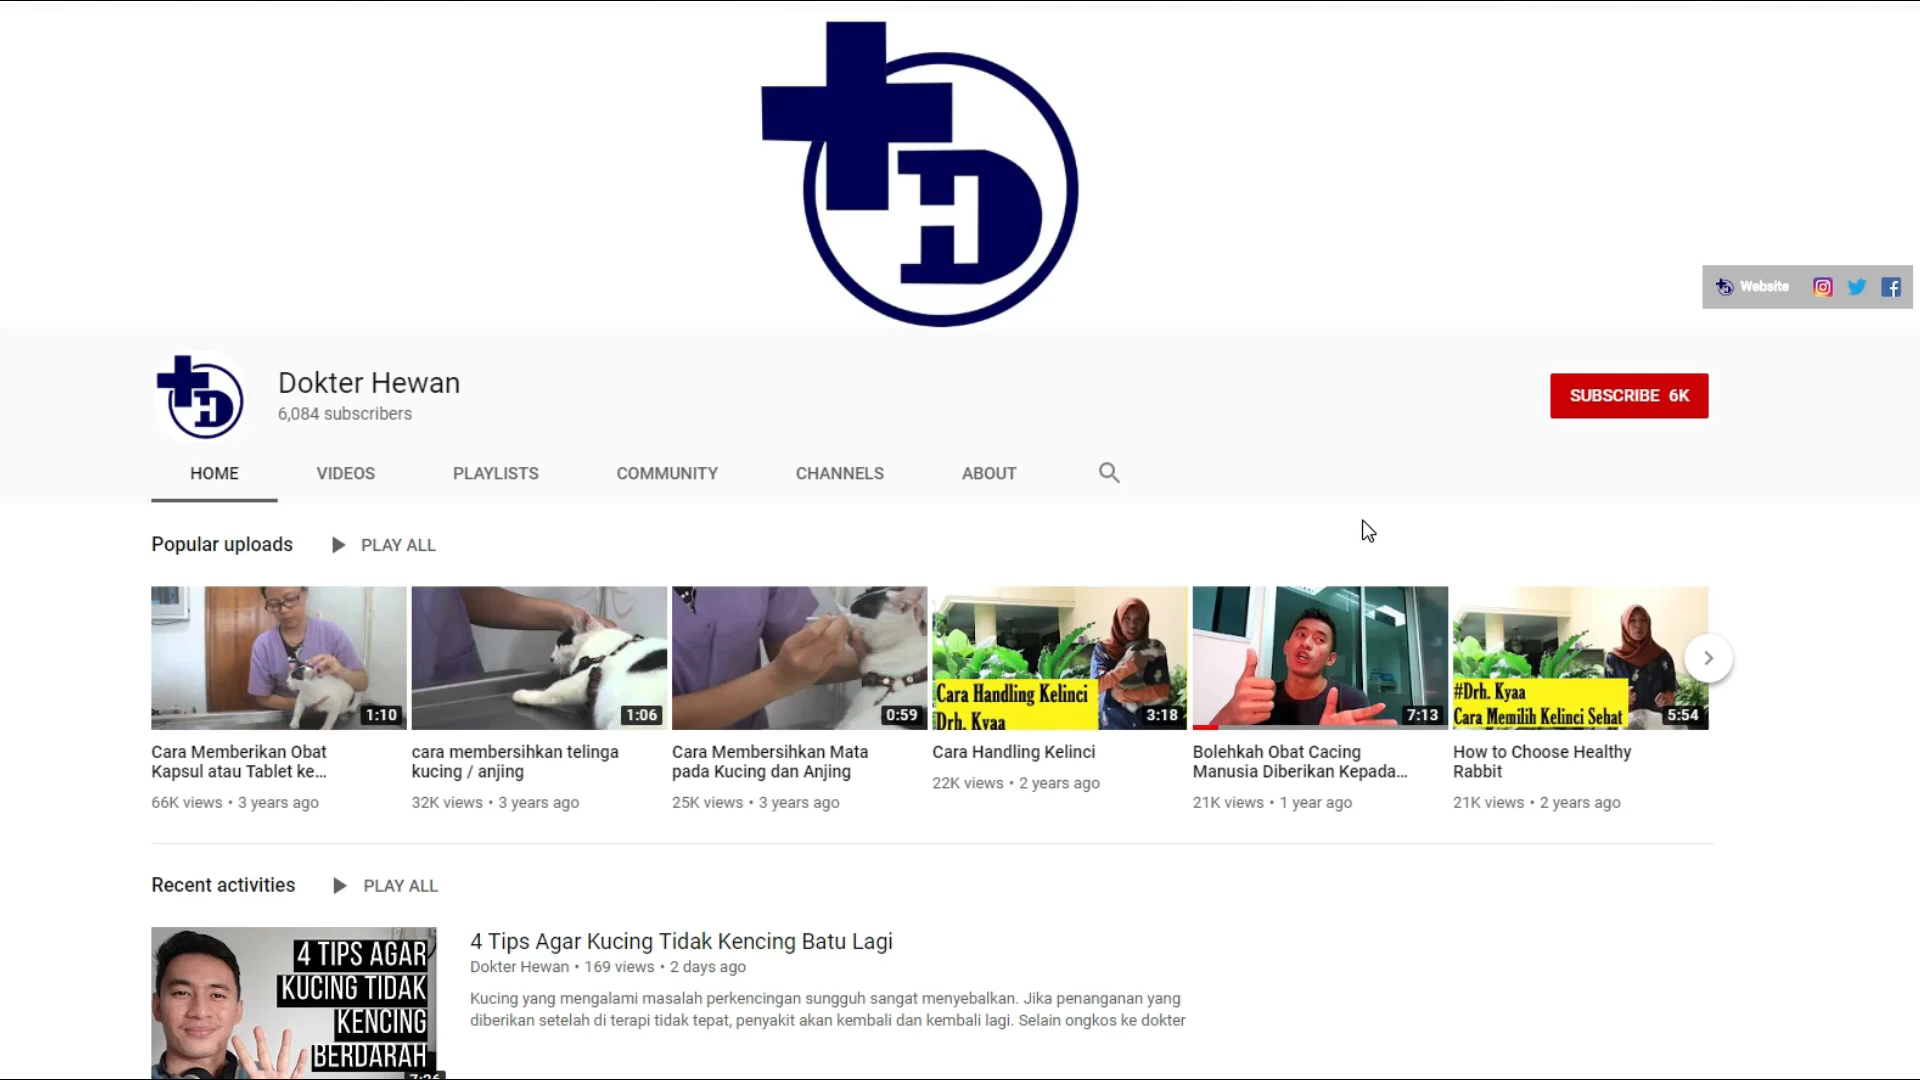 HD
Website
HD
Dokter Hewan
6,084 subscribers
SUBSCRIBE 6K
HOME
VIDEOS
PLAYLISTS
COMMUNITY
CHANNELS
ABOUT
Popular uploads
PLAY ALL
1:10
1:06
0:59
Cara Handling Kelinci
Drh. Kyaa
3:18
7:13
#Drh. Kyaa
Cara Memilih Kelinci Sehat
5:54
Cara Memberikan Obat
Kapsul atau Tablet ke...
66K views • 3 years ago
cara membersihkan telinga
kucing / anjing
32K views • 3 years ago
Cara Membersihkan Mata
pada Kucing dan Anjing
25K views • 3 years ago
Cara Handling Kelinci
22K views • 2 years ago
Bolehkah Obat Cacing
Manusia Diberikan Kepada...
21K views • 1 year ago
How to Choose Healthy
Rabbit
21K views • 2 years ago
Recent activities
PLAY ALL
4 TIPS AGAR
KUCING TIDAK
KENCING
BERDARAH
4 Tips Agar Kucing Tidak Kencing Batu Lagi
Dokter Hewan • 169 views • 2 days ago
Kucing yang mengalami masalah perkencingan sungguh sangat menyebalkan. Jika penanganan yang
diberikan setelah di terapi tidak tepat, penyakit akan kembali dan kembali lagi. Selain ongkos ke dokter